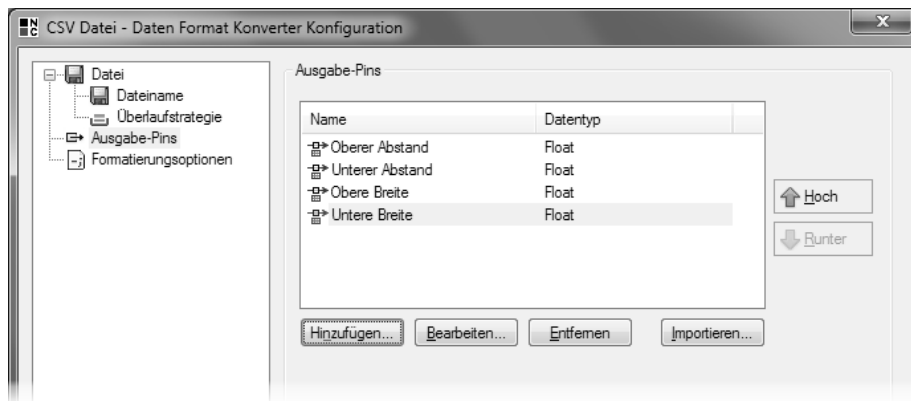 CSV Datei - Daten Format Konverter Konfiguration
Datei
Dateiname
Überlaufstrategie
Ausgabe-Pins
Formatierungsoptionen
Ausgabe-Pins
Name Datentyp
Oberer Abstand Float
Unterer Abstand Float
Obere Breite Float
Untere Breite Float
Hoch
Runter
Hinzufügen... Bearbeiten... Entfernen Importieren...